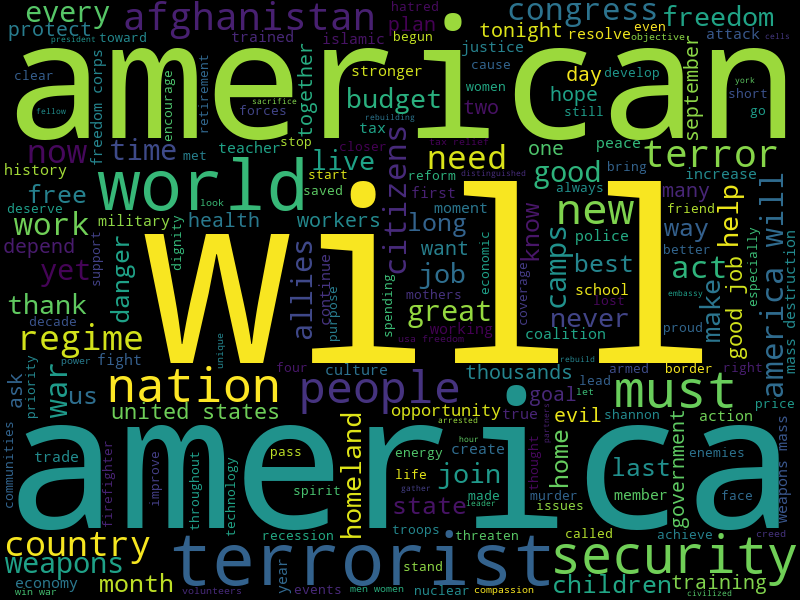 every
afghanistan
hatred
plan
congress
freedom
protect
president
toward
trained
islamic
begun
tonight
resolve
even
objective
attack
cells
american
clear
fellow
freedom corps
encourage
retirement
sacrifice
forces
together
stronger
budget
tax
justice
cause
women
day
hope
develop
still
september
short
york
go
now
time
met
teacher
stop
live
rebuilding
closer
citizens
two
tax relief
need
distinguished
one
good
peace
bring
terror
increase
history
free
deserve
world
look
start
saved
health
workers
reform
first
long
moment
know
always
new
many
friend
help
work
military
depend
yet
support
danger
dignity
Will
allies
continue
purpose
want
job
economic
mothers
spending
great
working
usa freedom
coverage
camps
police
best
school
lost
never
coalition
way
better
act
embassy
make
proud
good job
especially
america will
mass destruction
thank
decade
regime
power
fight
unique
four
culture
thousands
rebuild
armed
border
right
ask
priority
war
us
nation
people
goal
lead
let
must
price
united states
opportunity
arrested
true
evil
shannon
action
america
communities
trade
firefighter
improve
throughout
technology
pass
spirit
homeland
energy
life
gather
hour
create
join
state
made
leader
thought
partner
murder
issues
home
last
member
government
enemies
face
weapons mass
creed
country
weapons
economy
win war
month
volunteers
terrorist
recession
year
events
troops
stand
men women
threaten
nuclear
compassion
called
achieve
security
children
training
civilized